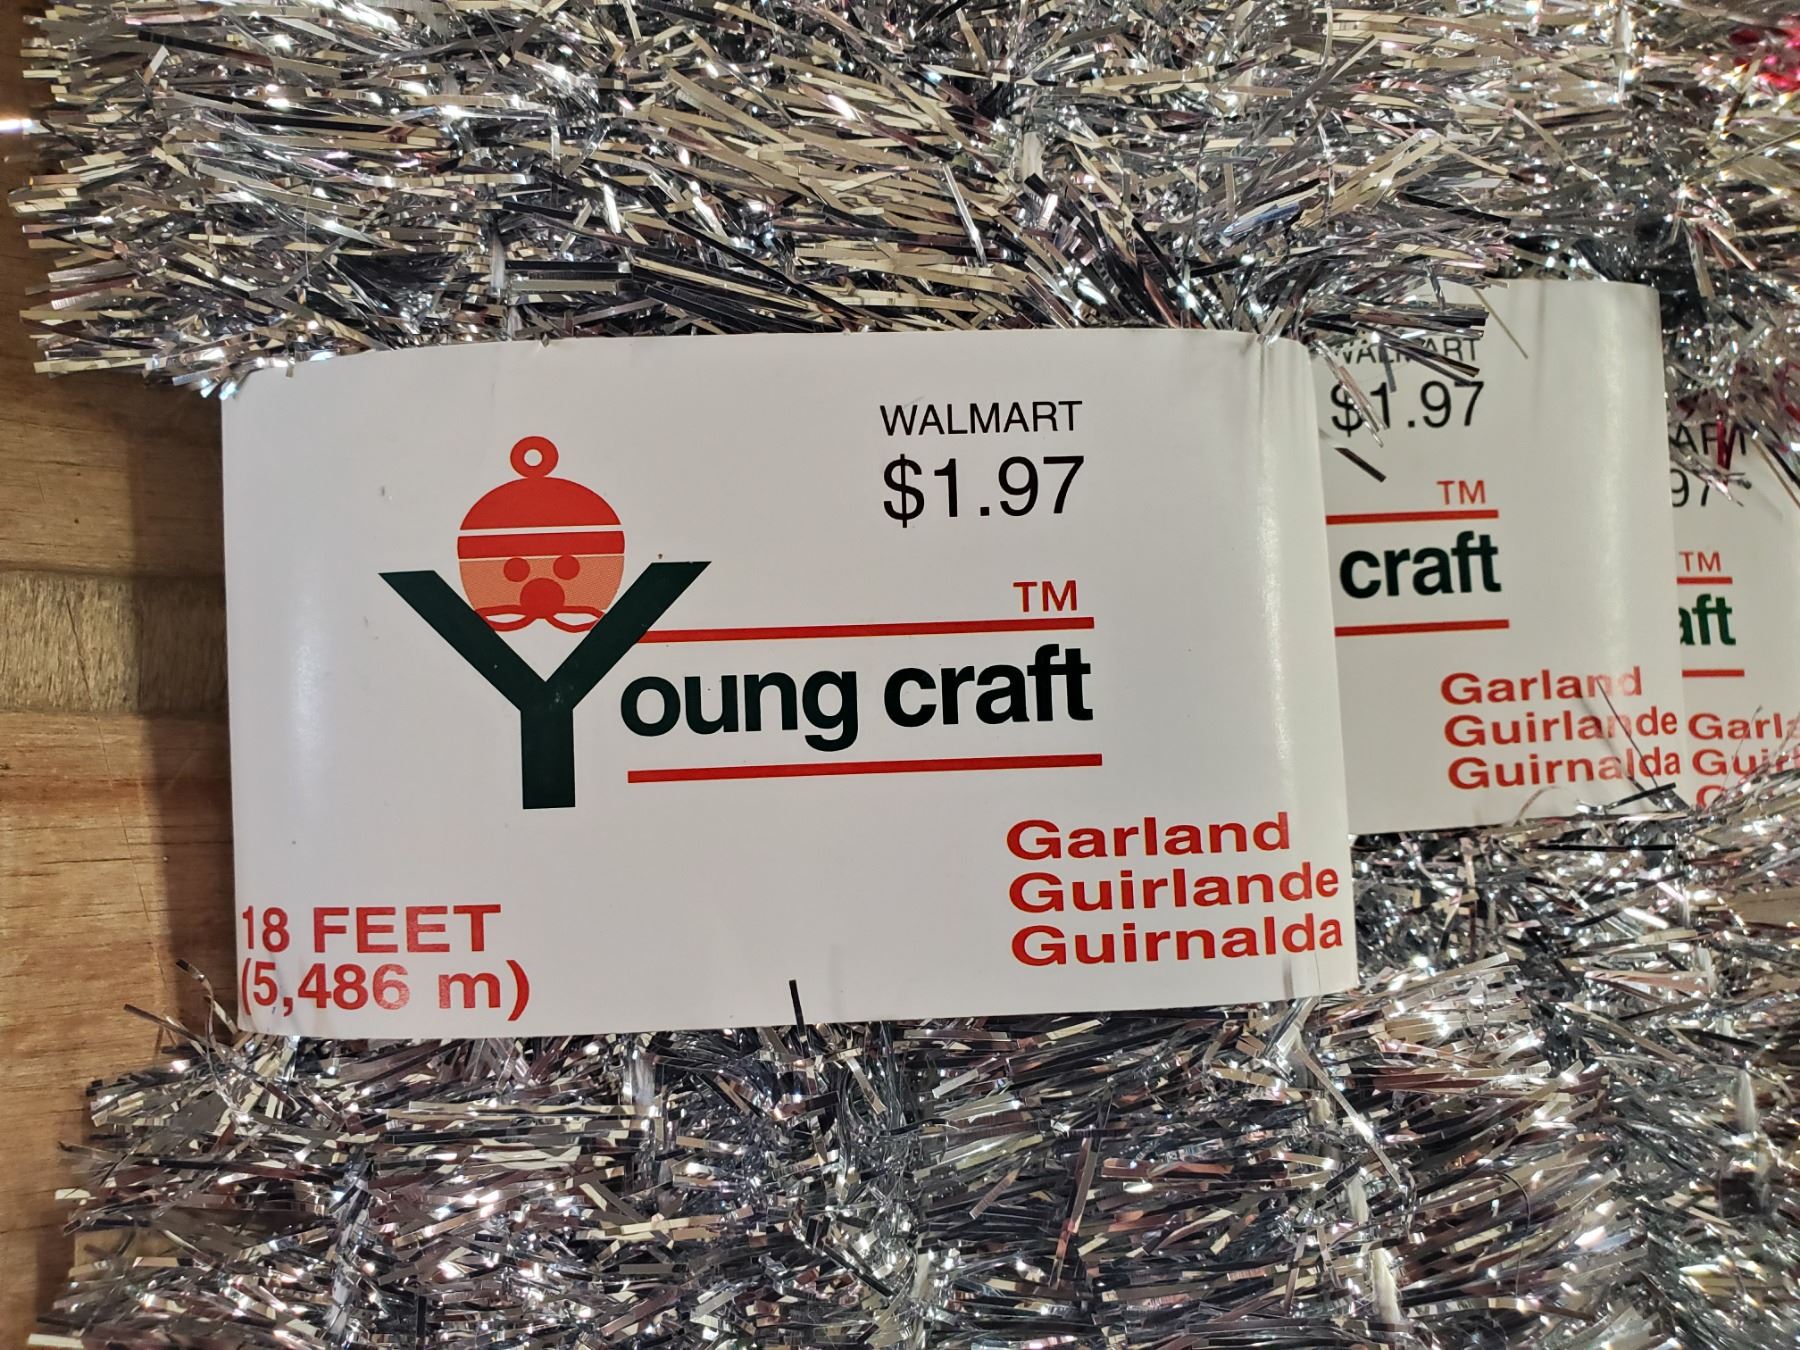 WALMART
$1.97
TM
Young craft
Garland
Guirlande
Guirnalda
18 FEET
(5,486 m)
WALMART
$1.97
TM
craft
Garland
Guirlande
Guirnalda
TM